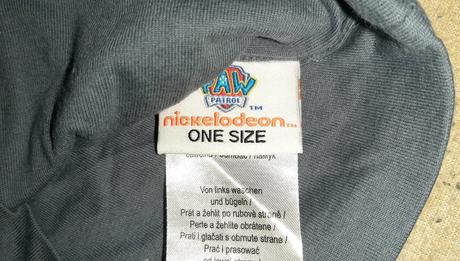 PAW
PATROL TM
nickelodeon TM
ONE SIZE
Von links waschen
und bügeln /
Prát a žehlit po rubové straně /
Perte a žehlite obrátene /
Prati i glačati s obrnute strane /
Prać i prasować